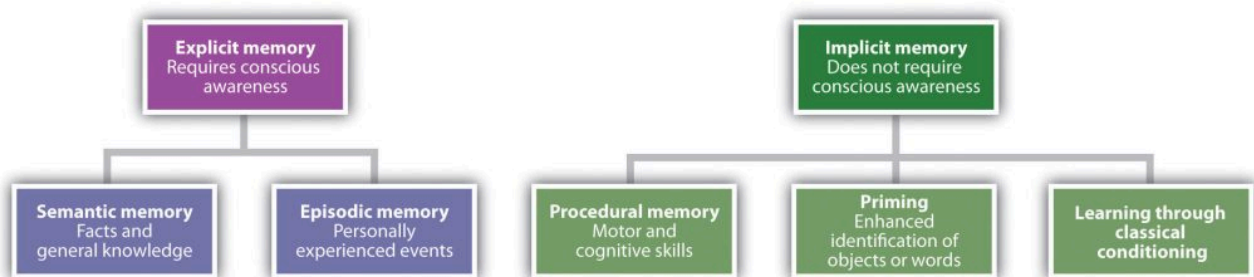 Explicit memory
Requires conscious
awareness
Implicit memory
Does not require
conscious awareness
Semantic memory
Facts and
general knowledge
Episodic memory
Personally
experienced events
Procedural memory
Motor and
cognitive skills
Priming
Enhanced
identification of
objects or words
Learning through
classical
conditioning